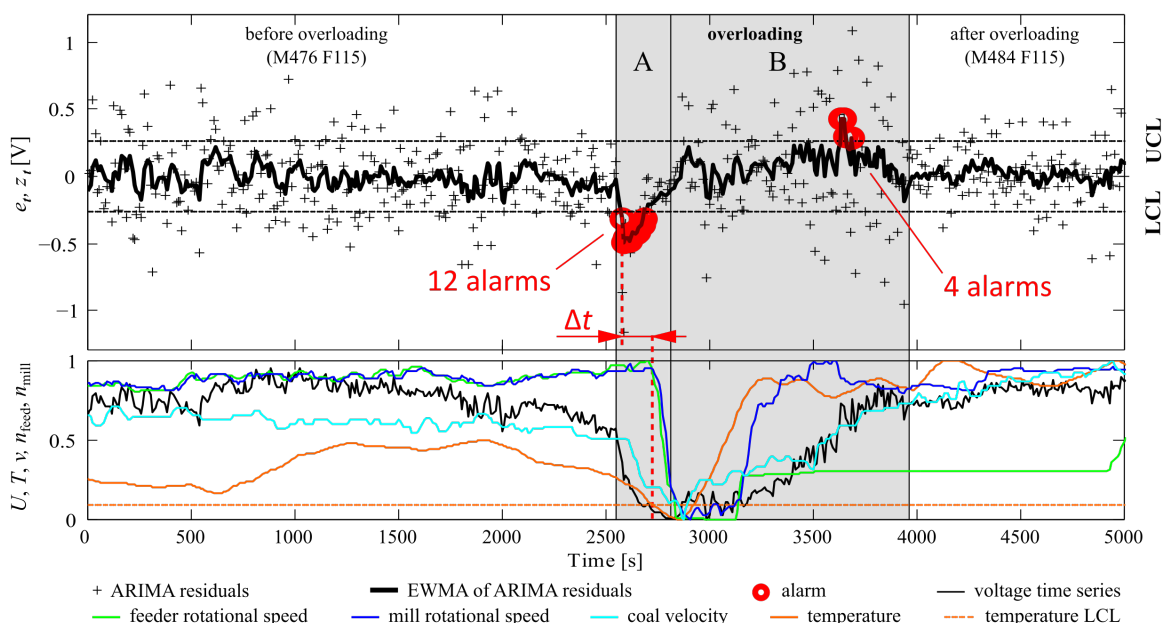 before overloading
(M476 F115)
A
overloading
B
after overloading
(M484 F115)
1
0.5
0
−0.5
−1
e_t, z_t [V]
UCL
LCL
12 alarms
4 alarms
Δt
1
0.5
0
U, T, v, n_feed, n_mill
0 500 1000 1500 2000 2500 3000 3500 4000 4500 5000
Time [s]
ARIMA residuals EWMA of ARIMA residuals alarm voltage time series
feeder rotational speed mill rotational speed coal velocity temperature temperature LCL